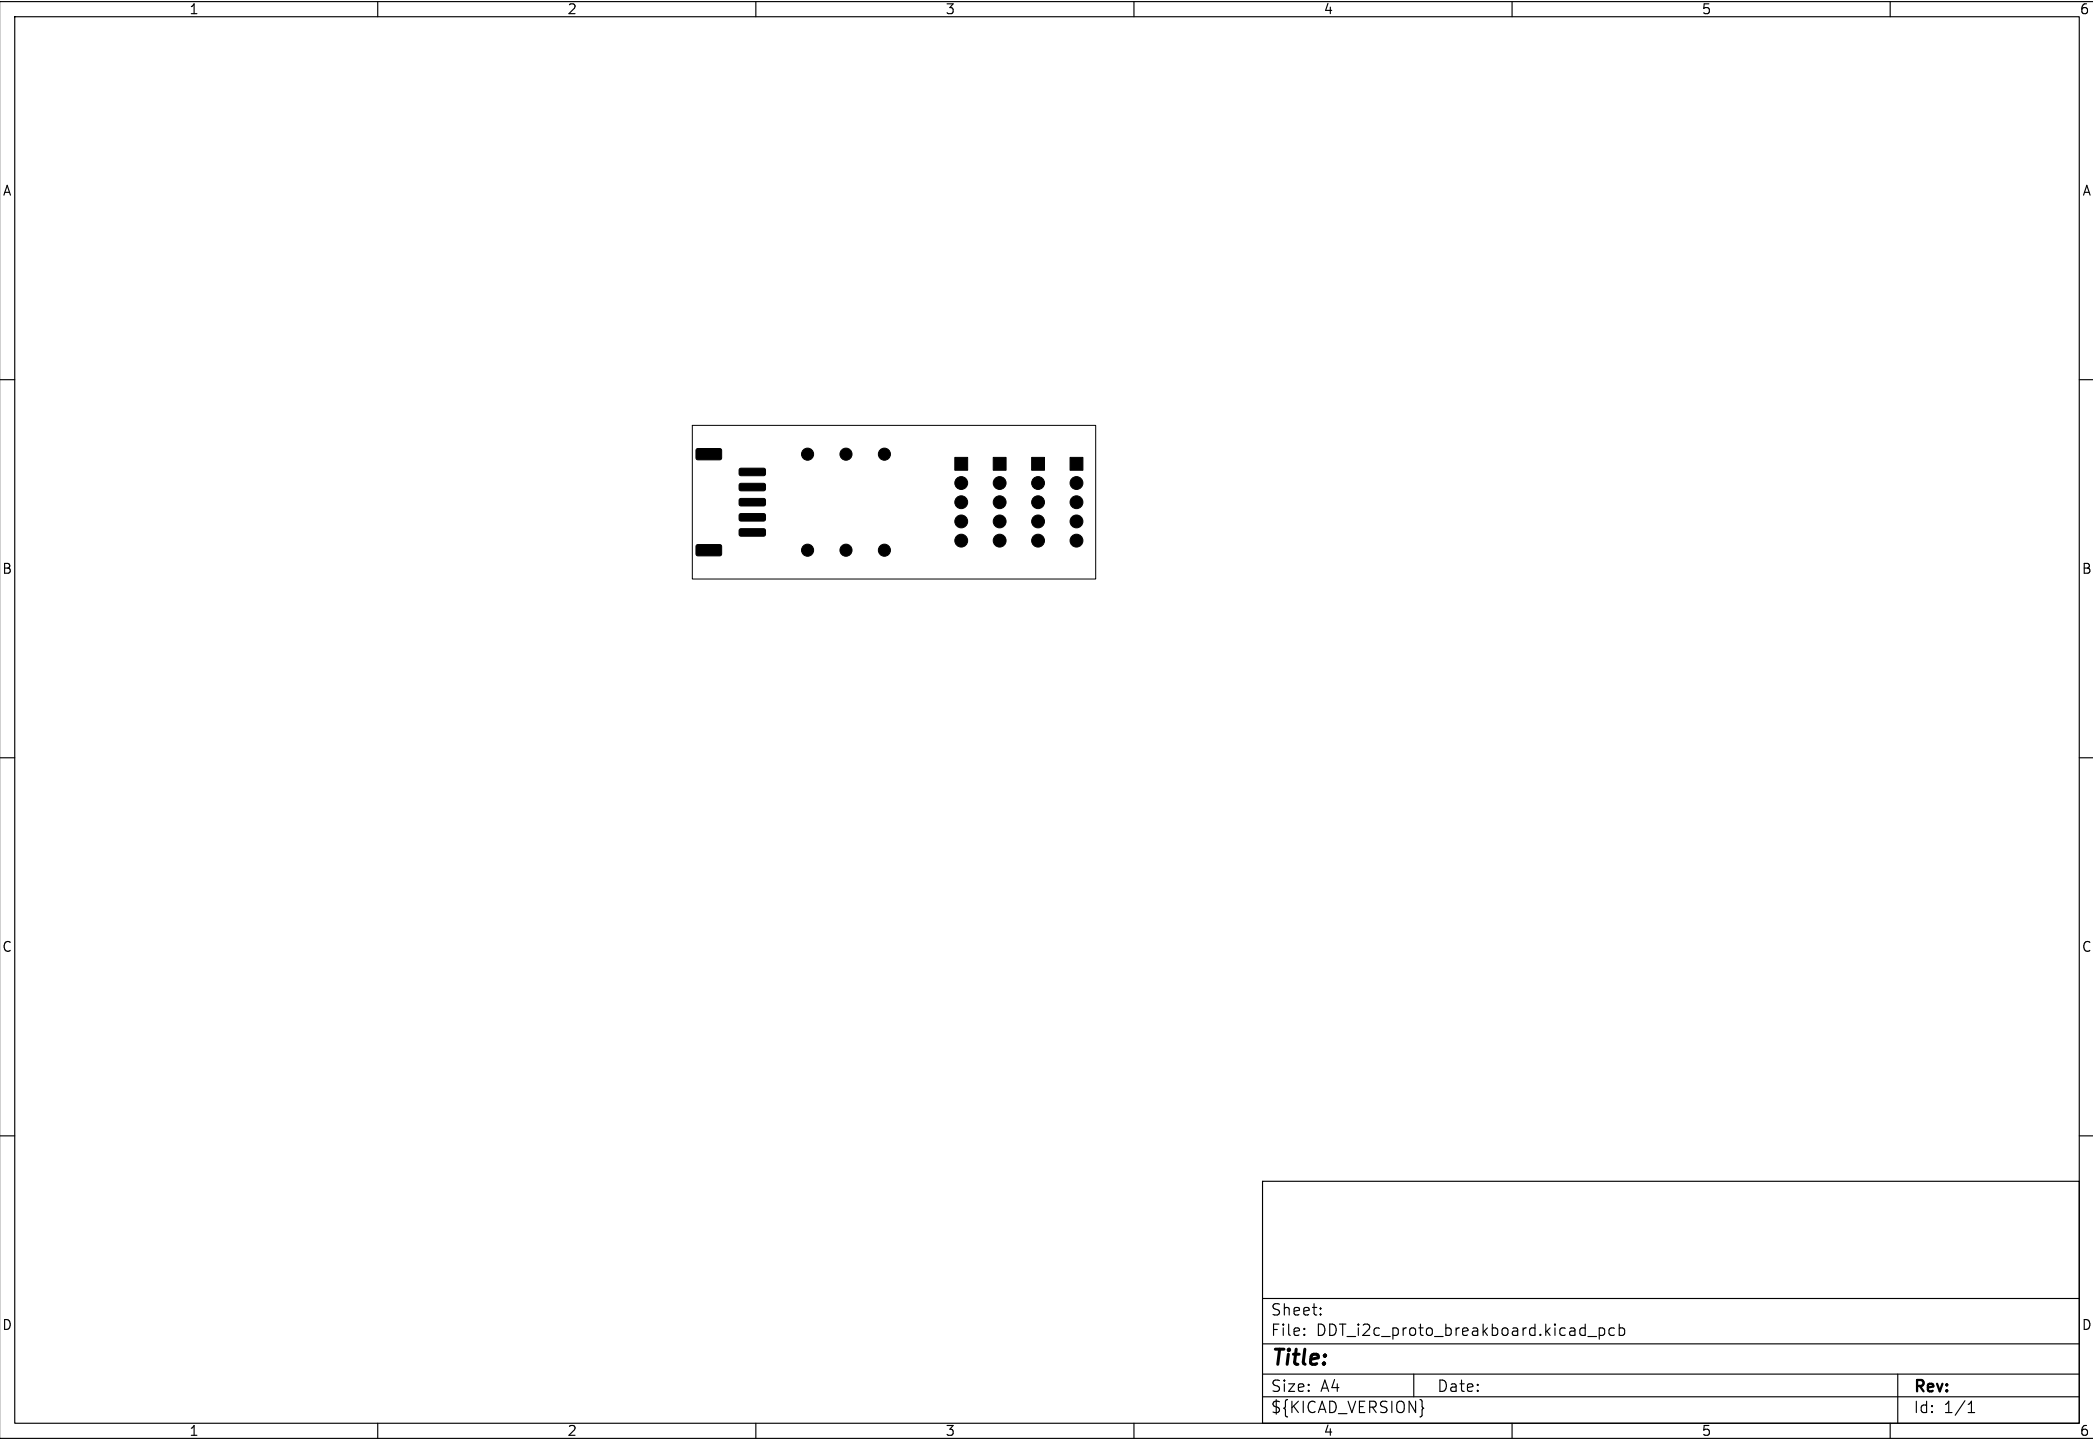 1 2 3 4 5 6
A A
B B
C C
D D
Sheet:
File: DDT_i2c_proto_breakboard.kicad_pcb
Title:
Size: A4 Date: Rev:
${KICAD_VERSION} Id: 1/1
1 2 3 4 5 6